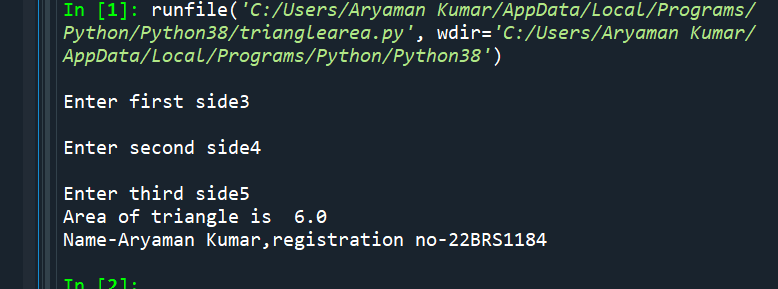 In [1]: runfile('C:/Users/Aryaman Kumar/AppData/Local/Programs/
Python/Python38/trianglearea.py', wdir='C:/Users/Aryaman Kumar/
AppData/Local/Programs/Python/Python38')
Enter first side3
Enter second side4
Enter third side5
Area of triangle is  6.0
Name-Aryaman Kumar,registration no-22BRS1184
In [2]: